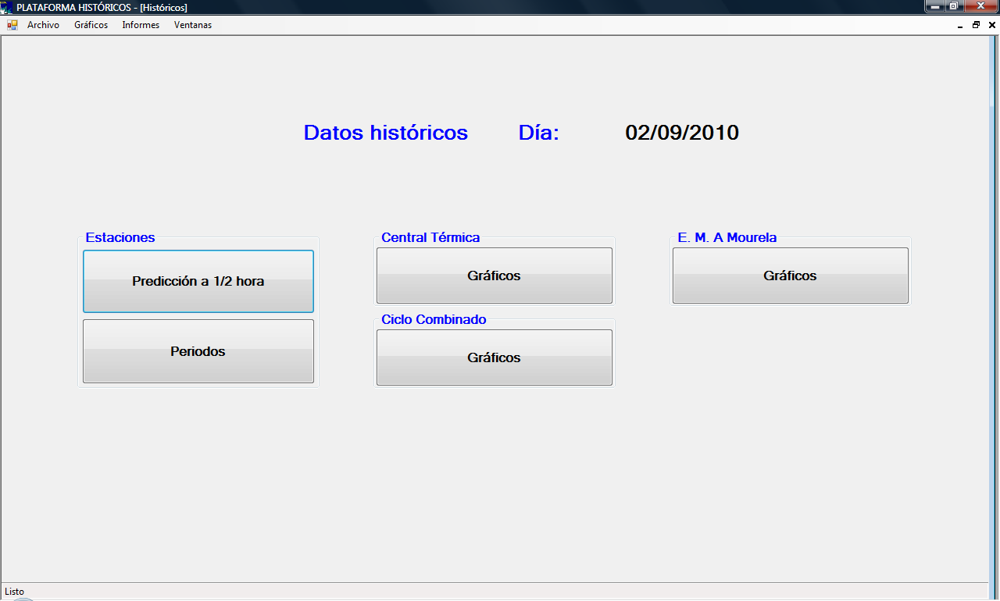 PLATAFORMA HISTÓRICOS - [Históricos]
Archivo Gráficos Informes Ventanas
Datos históricos Día: 02/09/2010
Estaciones
Predicción a 1/2 hora
Periodos
Central Térmica
Gráficos
Ciclo Combinado
Gráficos
E. M. A Mourela
Gráficos
Listo